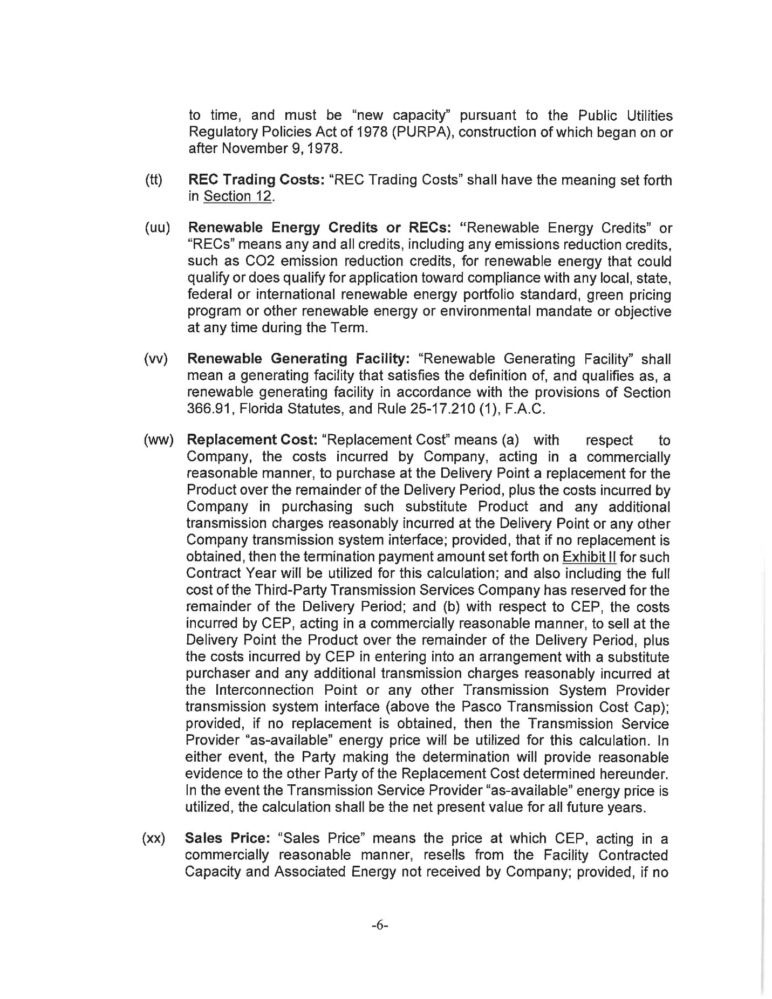 to time, and must be “new capacity” pursuant to the Public Utilities
Regulatory Policies Act of 1978 (PURPA), construction of which began on or
after November 9, 1978.
(tt) REC Trading Costs: “REC Trading Costs” shall have the meaning set forth
in Section 12.
(uu) Renewable Energy Credits or RECs: “Renewable Energy Credits” or
“RECs” means any and all credits, including any emissions reduction credits,
such as CO2 emission reduction credits, for renewable energy that could
qualify or does qualify for application toward compliance with any local, state,
federal or international renewable energy portfolio standard, green pricing
program or other renewable energy or environmental mandate or objective
at any time during the Term.
(vv) Renewable Generating Facility: “Renewable Generating Facility” shall
mean a generating facility that satisfies the definition of, and qualifies as, a
renewable generating facility in accordance with the provisions of Section
366.91, Florida Statutes, and Rule 25-17.210 (1), F.A.C.
(ww) Replacement Cost: “Replacement Cost” means (a) with respect to
Company, the costs incurred by Company, acting in a commercially
reasonable manner, to purchase at the Delivery Point a replacement for the
Product over the remainder of the Delivery Period, plus the costs incurred by
Company in purchasing such substitute Product and any additional
transmission charges reasonably incurred at the Delivery Point or any other
Company transmission system interface; provided, that if no replacement is
obtained, then the termination payment amount set forth on Exhibit II for such
Contract Year will be utilized for this calculation; and also including the full
cost of the Third-Party Transmission Services Company has reserved for the
remainder of the Delivery Period; and (b) with respect to CEP, the costs
incurred by CEP, acting in a commercially reasonable manner, to sell at the
Delivery Point the Product over the remainder of the Delivery Period, plus
the costs incurred by CEP in entering into an arrangement with a substitute
purchaser and any additional transmission charges reasonably incurred at
the Interconnection Point or any other Transmission System Provider
transmission system interface (above the Pasco Transmission Cost Cap);
provided, if no replacement is obtained, then the Transmission Service
Provider “as-available” energy price will be utilized for this calculation. In
either event, the Party making the determination will provide reasonable
evidence to the other Party of the Replacement Cost determined hereunder.
In the event the Transmission Service Provider “as-available” energy price is
utilized, the calculation shall be the net present value for all future years.
(xx) Sales Price: “Sales Price” means the price at which CEP, acting in a
commercially reasonable manner, resells from the Facility Contracted
Capacity and Associated Energy not received by Company; provided, if no
-6-